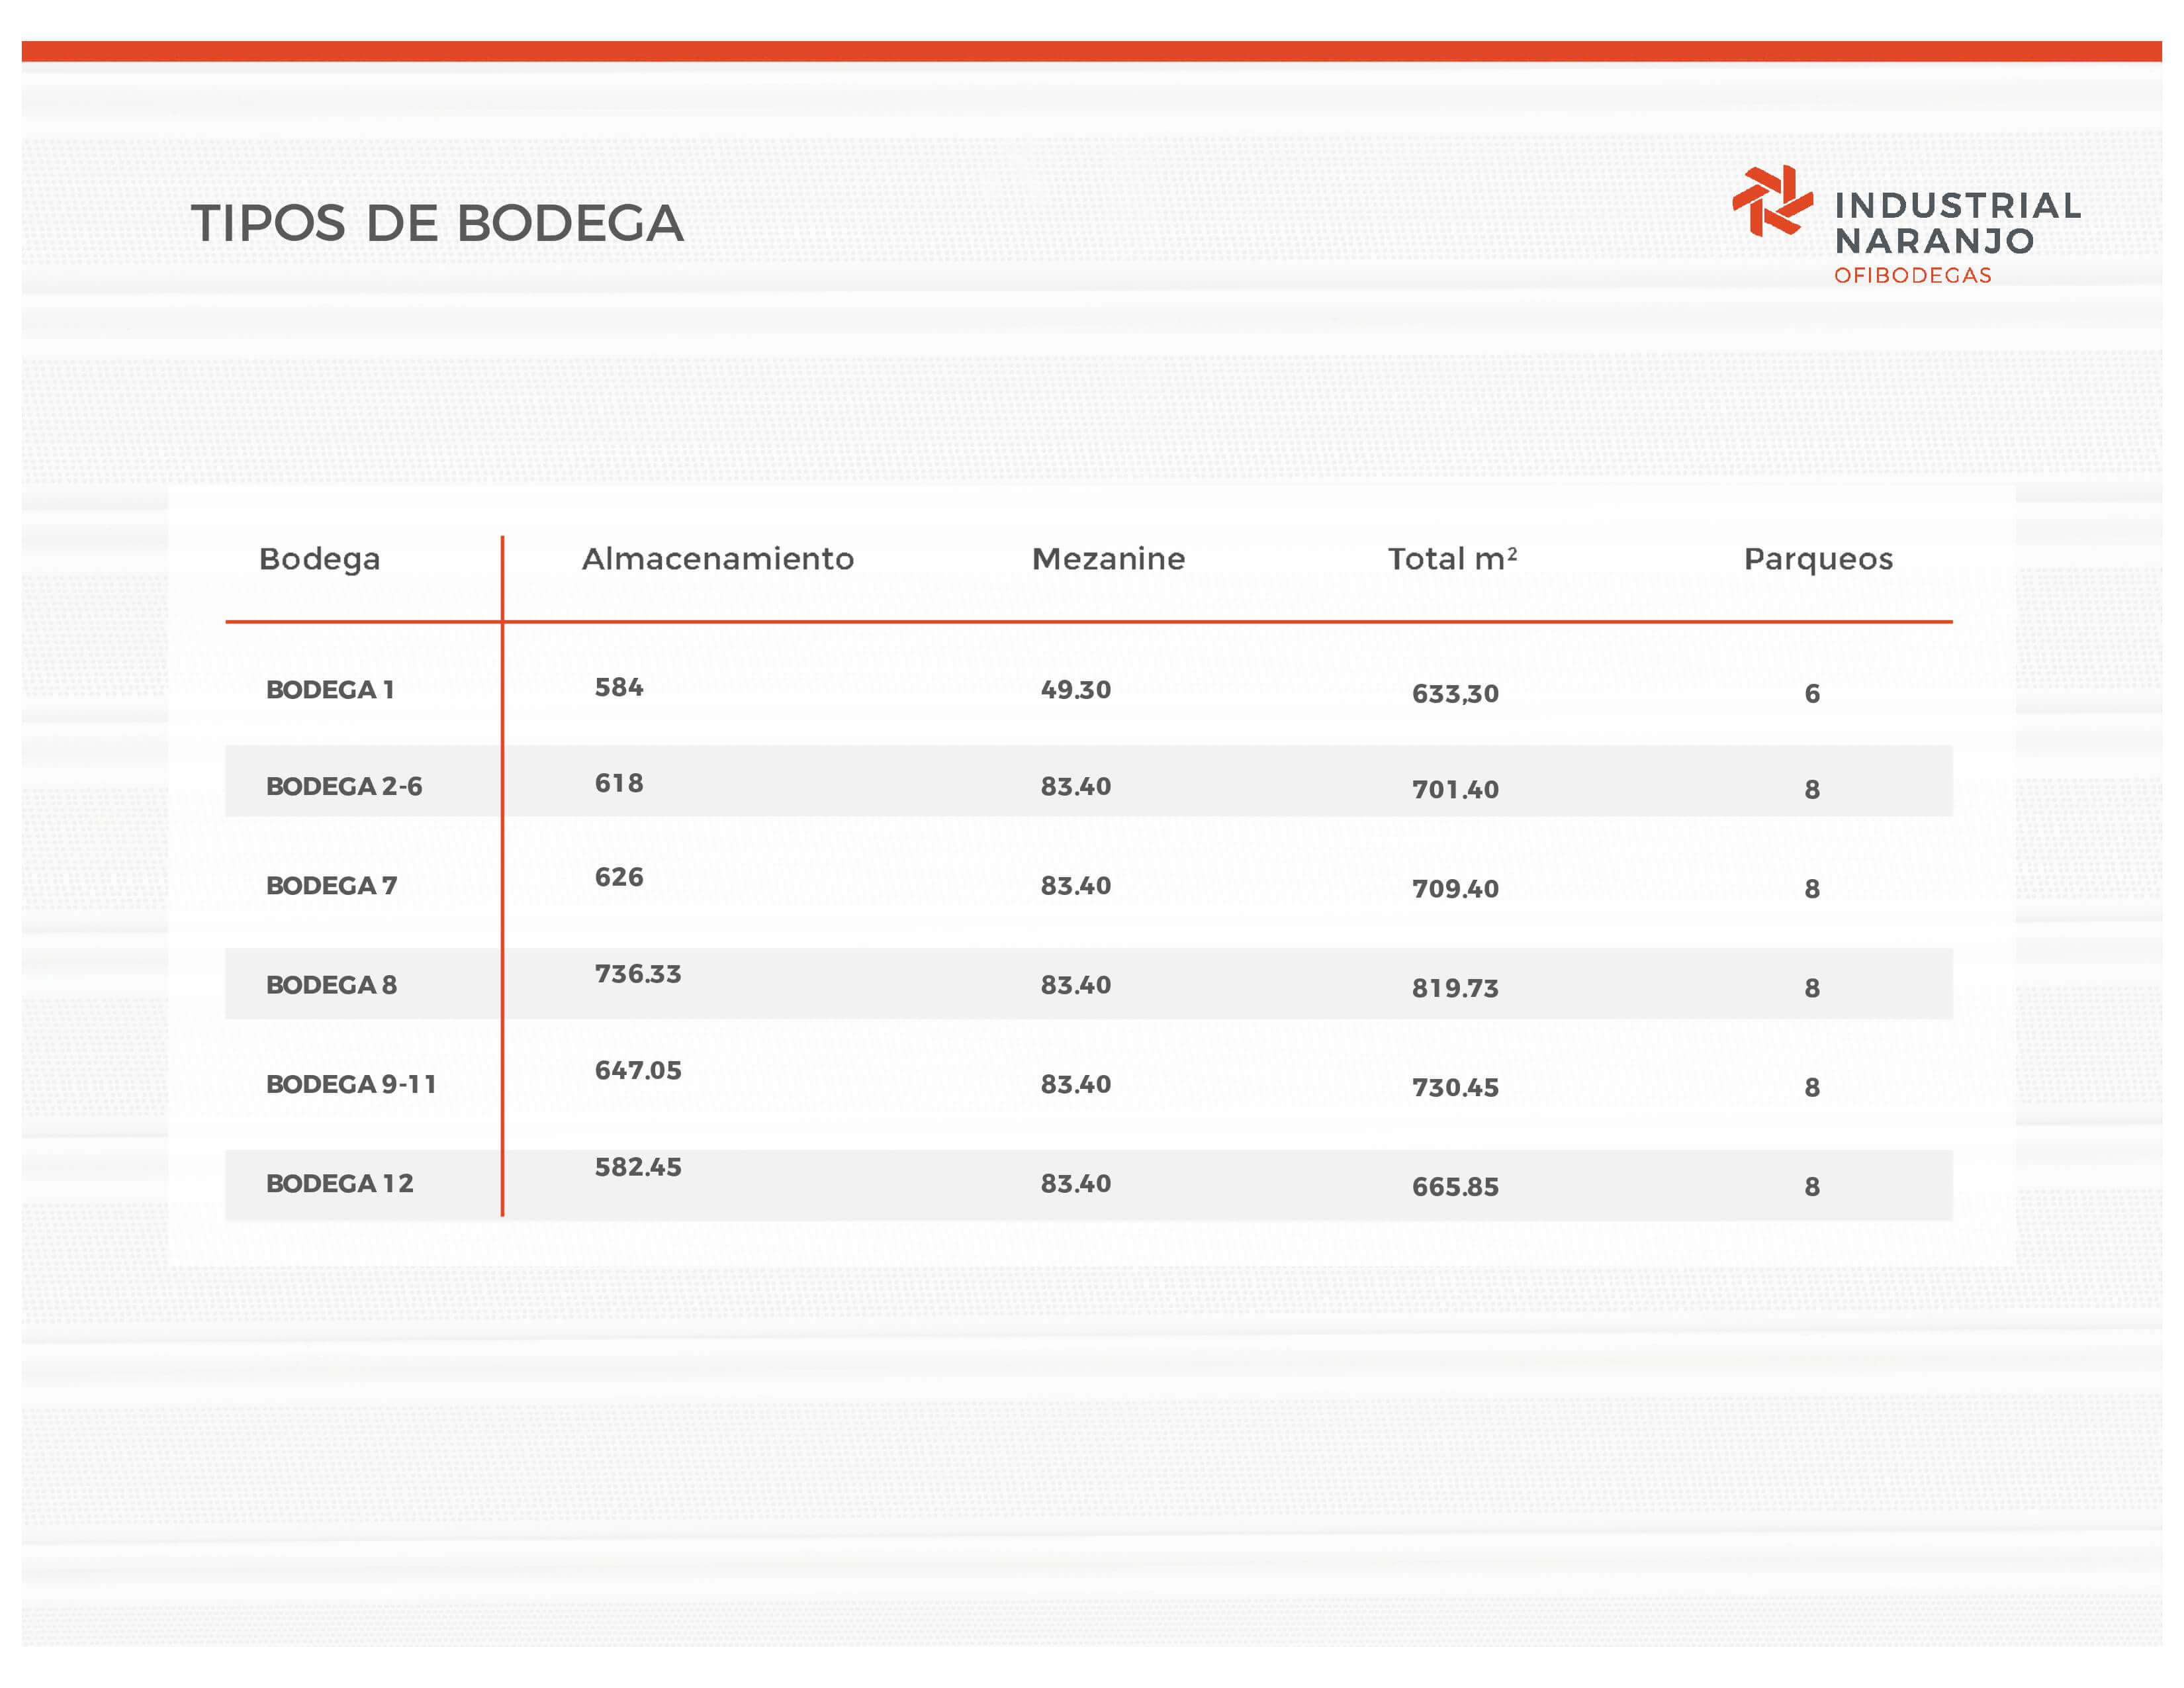 TIPOS DE BODEGA
INDUSTRIAL
NARANJO
OFIBODEGAS
Bodega Almacenamiento Mezanine Total m² Parqueos
BODEGA 1 584 49.30 633,30 6
BODEGA 2-6 618 83.40 701.40 8
BODEGA 7 626 83.40 709.40 8
BODEGA 8 736.33 83.40 819.73 8
BODEGA 9-11 647.05 83.40 730.45 8
BODEGA 12 582.45 83.40 665.85 8